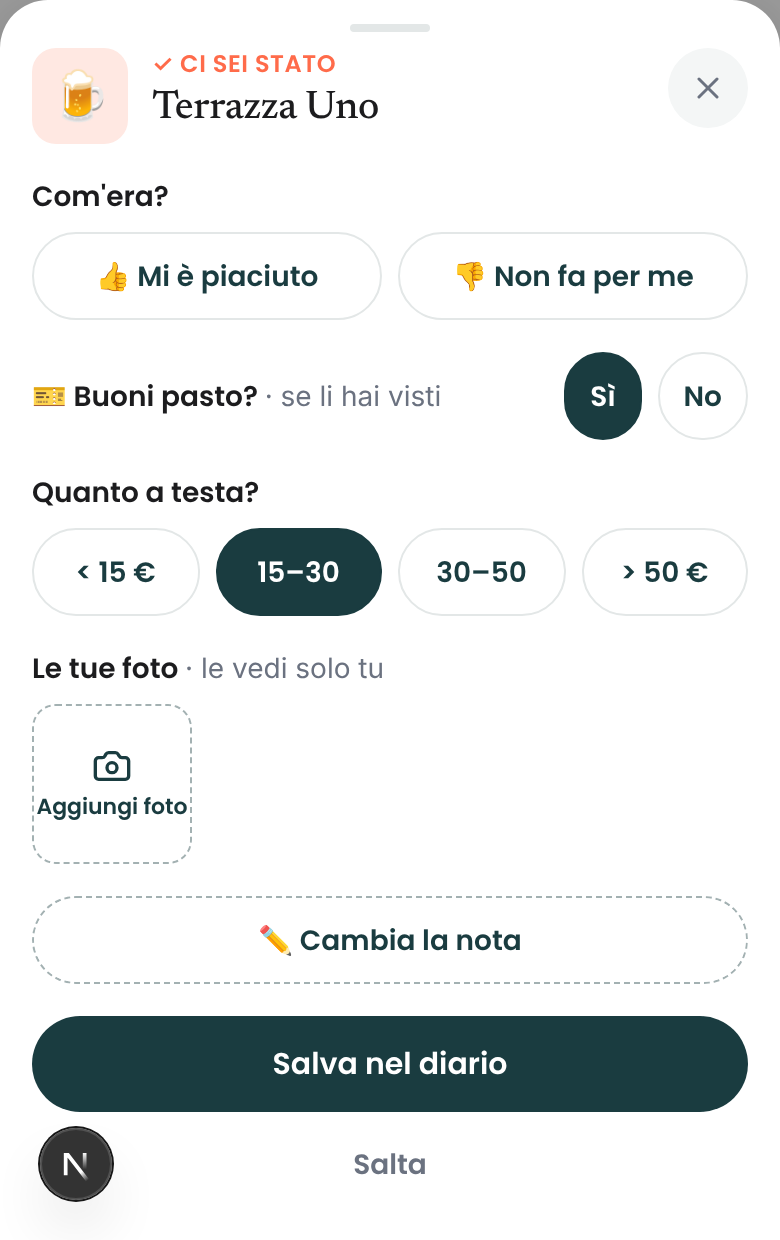 ✓ CI SEI STATO
Terrazza Uno
Com'era?
👍 Mi è piaciuto
👎 Non fa per me
🎫 Buoni pasto? · se li hai visti
Sì
No
Quanto a testa?
< 15 €
15–30
30–50
> 50 €
Le tue foto · le vedi solo tu
Aggiungi foto
✏️ Cambia la nota
Salva nel diario
N
Salta